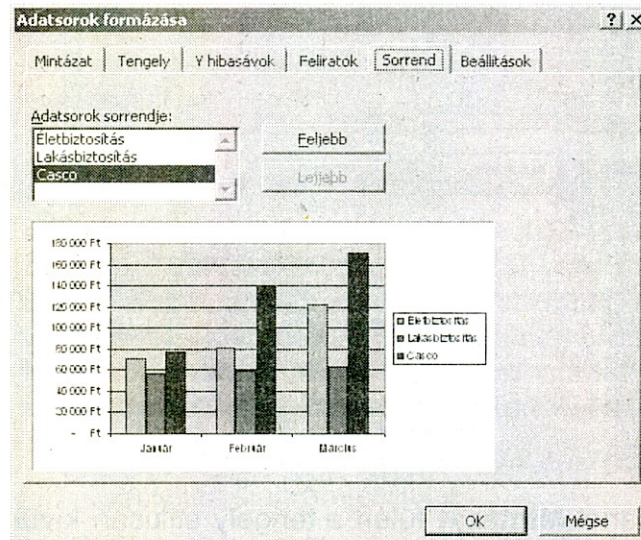 Adatsorok formázása
Mintázat
Tengely
Y hibasávok
Feliratok
Sorrend
Beállítások
Adatsorok sorrendje:
Életbiztosítás
Lakásbiztosítás
Casco
Feljebb
Lejjebb
180 000 Ft
160 000 Ft
140 000 Ft
120 000 Ft
100 000 Ft
80 000 Ft
60 000 Ft
40 000 Ft
20 000 Ft
- Ft
Január
Február
Március
Életbiztosítás
Lakásbiztosítás
Casco
OK
Mégse